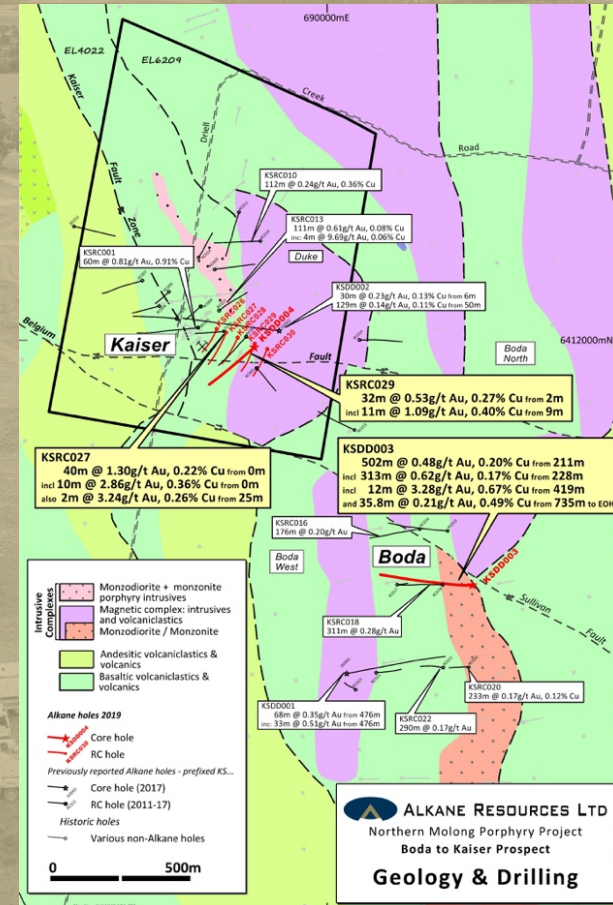 690000mE
EL4022
EL6209
Kaiser
Fault
Zone
Driell
Creek
Road
KSRC010
112m @ 0.24g/t Au, 0.36% Cu
KSRC013
111m @ 0.61g/t Au, 0.08% Cu
inc: 4m @ 9.69g/t Au, 0.06% Cu
KSRC001
60m @ 0.81g/t Au, 0.91% Cu
Duke
KSDD002
30m @ 0.23g/t Au, 0.13% Cu from 6m
129m @ 0.14g/t Au, 0.11% Cu from 50m
KSRC026
KSRC027
KSRC028
KSRC029
KSDD004
KSRC030
Belgium
Kaiser
Fault
6412000mN
Boda
North
KSRC029
32m @ 0.53g/t Au, 0.27% Cu from 2m
incl 11m @ 1.09g/t Au, 0.40% Cu from 9m
KSRC027
40m @ 1.30g/t Au, 0.22% Cu from 0m
incl 10m @ 2.86g/t Au, 0.36% Cu from 0m
also 2m @ 3.24g/t Au, 0.26% Cu from 25m
KSDD003
502m @ 0.48g/t Au, 0.20% Cu from 211m
incl 313m @ 0.62g/t Au, 0.17% Cu from 228m
incl 12m @ 3.28g/t Au, 0.67% Cu from 419m
and 35.8m @ 0.21g/t Au, 0.49% Cu from 735m to EOH
KSRC016
176m @ 0.20g/t Au
Boda
West
Boda
KSDD003
Sullivan
Fault
KSRC018
311m @ 0.28g/t Au
KSDD001
68m @ 0.35g/t Au from 476m
inc: 33m @ 0.51g/t Au from 476m
KSRC022
290m @ 0.17g/t Au
KSRC020
233m @ 0.17g/t Au, 0.12% Cu
Intrusive
Complexes
Monzodiorite + monzonite
porphyry intrusives
Magnetic complex: intrusives
and volcaniclastics
Monzodiorite / Monzonite
Andesitic volcaniclastics &
volcanics
Basaltic volcaniclastics &
volcanics
Alkane holes 2019
KSDD004
Core hole
KSRC030
RC hole
Previously reported Alkane holes - prefixed KS...
Core hole (2017)
RC hole (2011-17)
Historic holes
Various non-Alkane holes
0
500m
ALKANE RESOURCES LTD
Northern Molong Porphyry Project
Boda to Kaiser Prospect
Geology & Drilling